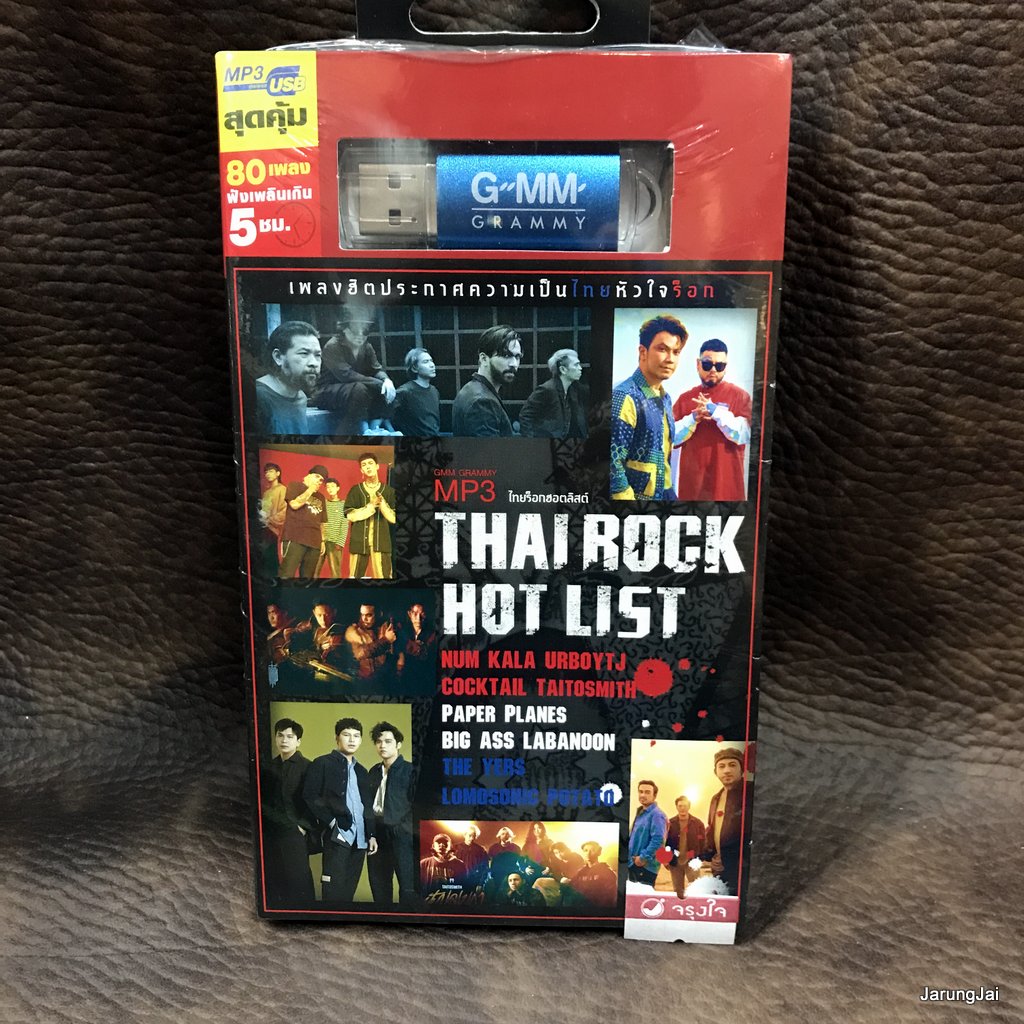 MP3
USB
สุดคุ้ม
80 เพลง
ฟังเพลินเกิน
5 ชม.
G"MM'
GRAMMY
เพลงฮิตประกาศความเป็นไทยหัวใจร็อก
GMM GRAMMY
MP3 ไทยร็อกฮอตลิสต์
THAI ROCK
HOT LIST
NUM KALA URBOYTJ
COCKTAIL TAITOSMITH
PAPER PLANES
BIG ASS LABANOON
THE YERS
LOMOSONIC POTATO
TAITOSMITH
จรุงใจ
JarungJai